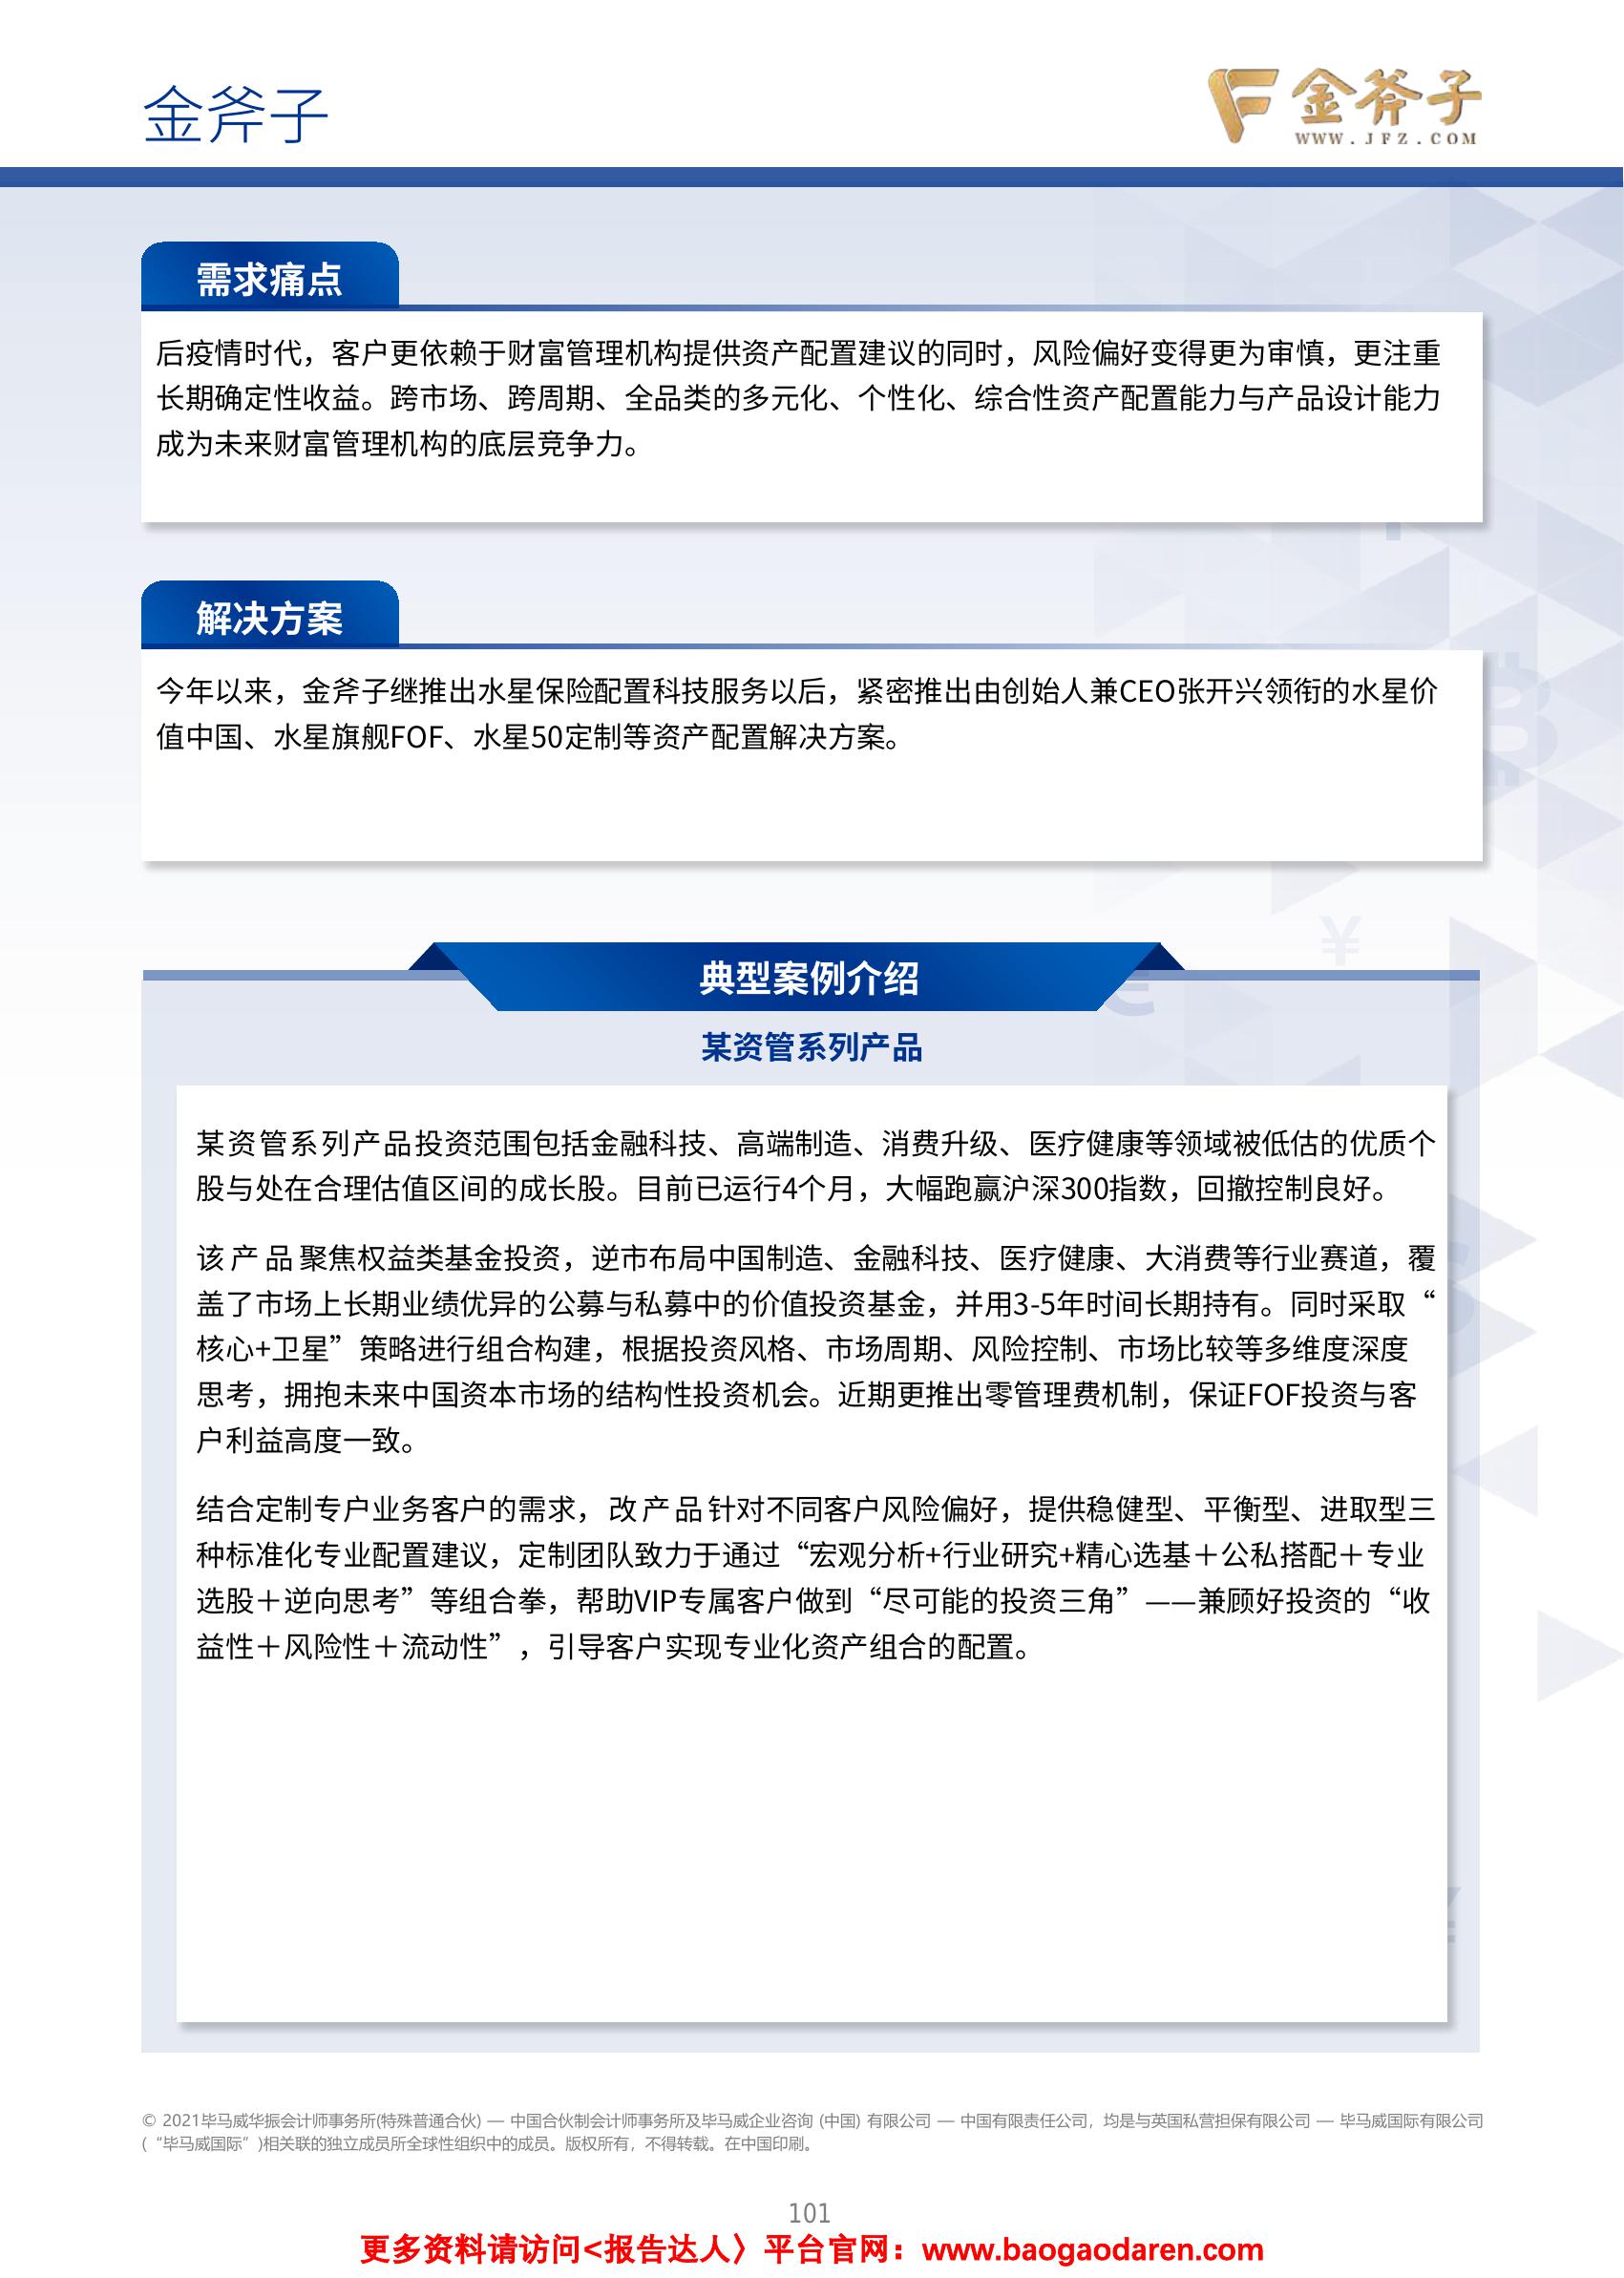 金斧子
金斧子
WWW.JFZ.COM
需求痛点
后疫情时代，客户更依赖于财富管理机构提供资产配置建议的同时，风险偏好变得更为审慎，更注重
长期确定性收益。跨市场、跨周期、全品类的多元化、个性化、综合性资产配置能力与产品设计能力
成为未来财富管理机构的底层竞争力。
解决方案
今年以来，金斧子继推出水星保险配置科技服务以后，紧密推出由创始人兼CEO张开兴领衔的水星价
值中国、水星旗舰FOF、水星50定制等资产配置解决方案。
典型案例介绍
某资管系列产品
某资管系列产品投资范围包括金融科技、高端制造、消费升级、医疗健康等领域被低估的优质个
股与处在合理估值区间的成长股。目前已运行4个月，大幅跑赢沪深300指数，回撤控制良好。
该产品聚焦权益类基金投资，逆市布局中国制造、金融科技、医疗健康、大消费等行业赛道，覆
盖了市场上长期业绩优异的公募与私募中的价值投资基金，并用3-5年时间长期持有。同时采取“
核心+卫星”策略进行组合构建，根据投资风格、市场周期、风险控制、市场比较等多维度深度
思考，拥抱未来中国资本市场的结构性投资机会。近期更推出零管理费机制，保证FOF投资与客
户利益高度一致。
结合定制专户业务客户的需求，改产品针对不同客户风险偏好，提供稳健型、平衡型、进取型三
种标准化专业配置建议，定制团队致力于通过“宏观分析+行业研究+精心选基＋公私搭配＋专业
选股＋逆向思考”等组合拳，帮助VIP专属客户做到“尽可能的投资三角”——兼顾好投资的“收
益性＋风险性＋流动性”，引导客户实现专业化资产组合的配置。
© 2021毕马威华振会计师事务所(特殊普通合伙) — 中国合伙制会计师事务所及毕马威企业咨询 (中国) 有限公司 — 中国有限责任公司，均是与英国私营担保有限公司 — 毕马威国际有限公司
(“毕马威国际”)相关联的独立成员所全球性组织中的成员。版权所有，不得转载。在中国印刷。
101
更多资料请访问<报告达人〉平台官网：www.baogaodaren.com